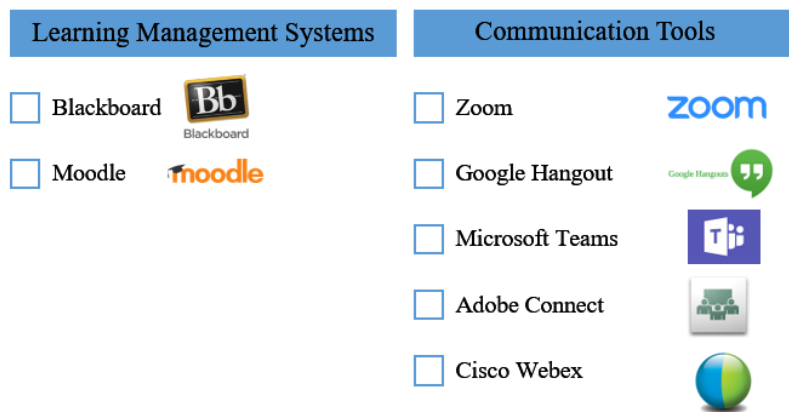 Learning Management Systems
Blackboard
Bb
Blackboard
Moodle
moodle
Communication Tools
Zoom
zoom
Google Hangout
Google Hangouts
Microsoft Teams
T
Adobe Connect
Cisco Webex